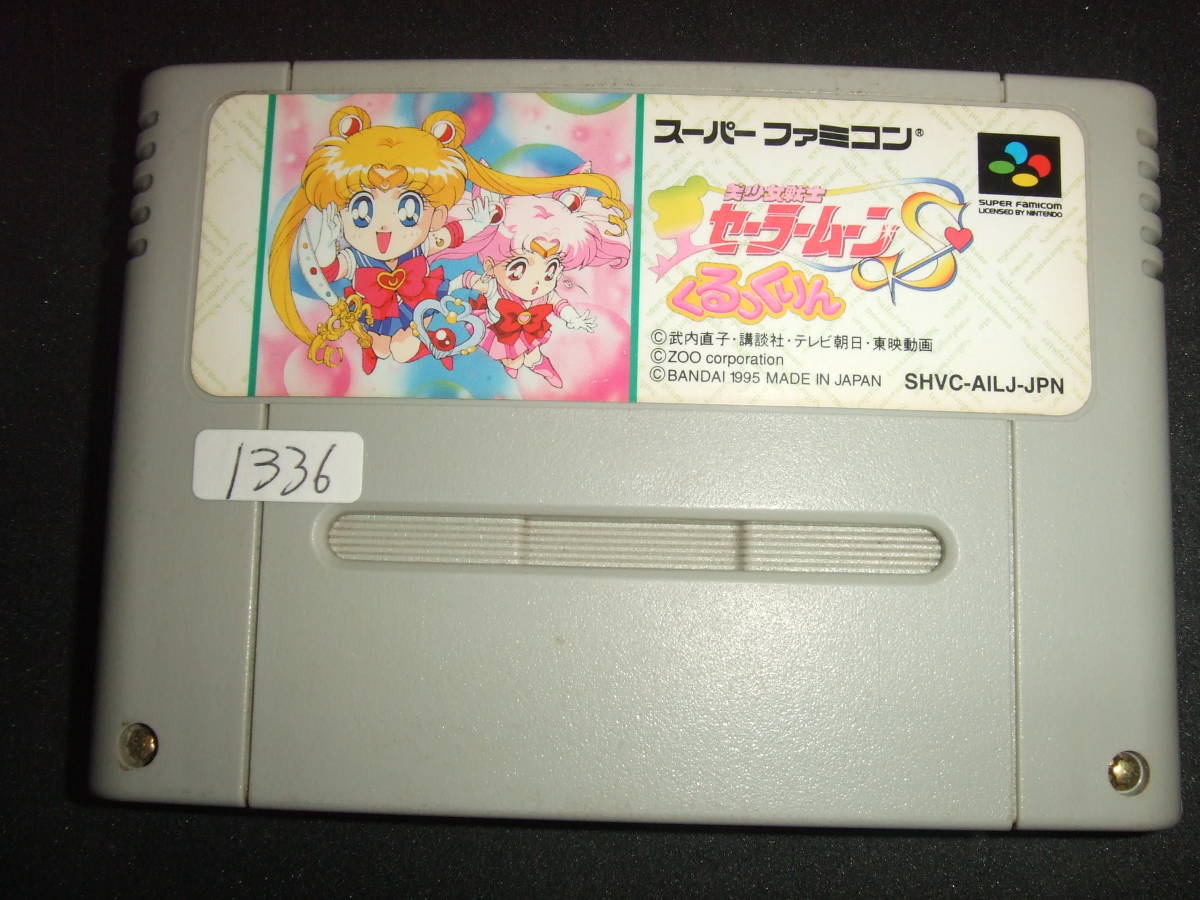 スーパーファミコン®
SUPER FAMICOM
LICENSED BY NINTENDO
美少女戦士
セーラームーンS
くるっくりん
©武内直子・講談社・テレビ朝日・東映動画
©ZOO corporation
©BANDAI 1995 MADE IN JAPAN SHVC-AILJ-JPN
1336